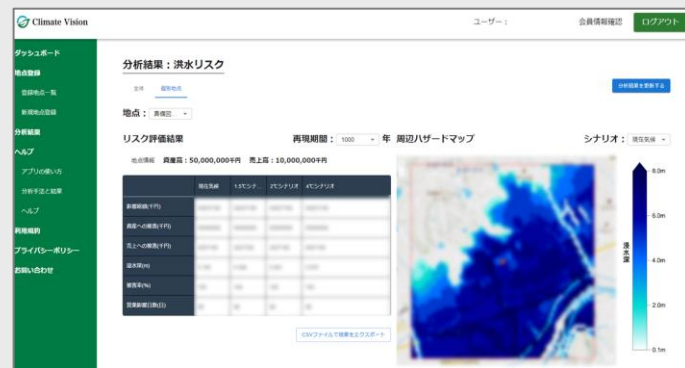 Climate Vision
ユーザー：
会員情報確認
ログアウト
ダッシュボード
地点登録
登録地点一覧
新規地点登録
分析結果
ヘルプ
アプリの使い方
分析手法と結果
ヘルプ
利用規約
プライバシーポリシー
お問い合わせ
分析結果：洪水リスク
全体
個別地点
分析結果を更新する
地点：
リスク評価結果
再現期間： 1000 年
地点情報 資産高：50,000,000千円 売上高：10,000,000千円
現在気候 1.5℃シナ... 2℃シナリオ 4℃シナリオ
影響総額(千円)
資産への被害(千円)
売上への被害(千円)
浸水深(m)
被害率(%)
営業影響日数(日)
CSVファイルで結果をエクスポート
周辺ハザードマップ
シナリオ： 現在気候
8.0m
6.0m
4.0m
2.0m
0.1m
浸水深